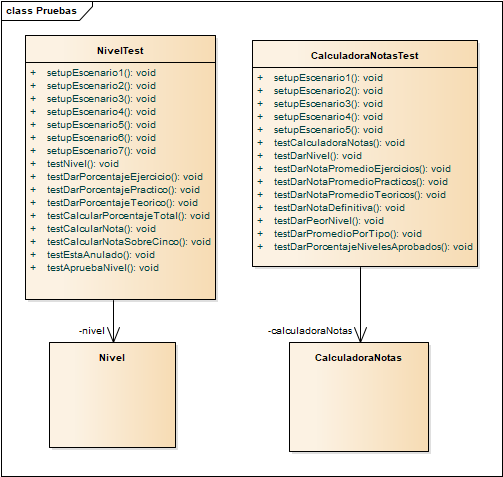 class Pruebas
NivelTest
+ setupEscenario1(): void
+ setupEscenario2(): void
+ setupEscenario3(): void
+ setupEscenario4(): void
+ setupEscenario5(): void
+ setupEscenario6(): void
+ setupEscenario7(): void
+ testNivel(): void
+ testDarPorcentajeEjercicio(): void
+ testDarPorcentajePractico(): void
+ testDarPorcentajeTeorico(): void
+ testCalcularPorcentajeTotal(): void
+ testCalcularNota(): void
+ testCalcularNotaSobreCinco(): void
+ testEstaAnulado(): void
+ testApruebaNivel(): void
CalculadoraNotasTest
+ setupEscenario1(): void
+ setupEscenario2(): void
+ setupEscenario3(): void
+ setupEscenario4(): void
+ setupEscenario5(): void
+ testCalculadoraNotas(): void
+ testDarNivel(): void
+ testDarNotaPromedioEjercicios(): void
+ testDarNotaPromedioPracticos(): void
+ testDarNotaPromedioTeoricos(): void
+ testDarNotaDefinitiva(): void
+ testDarPeorNivel(): void
+ testDarPromedioPorTipo(): void
+ testDarPorcentajeNivelesAprobados(): void
-nivel
-calculadoraNotas
Nivel
CalculadoraNotas